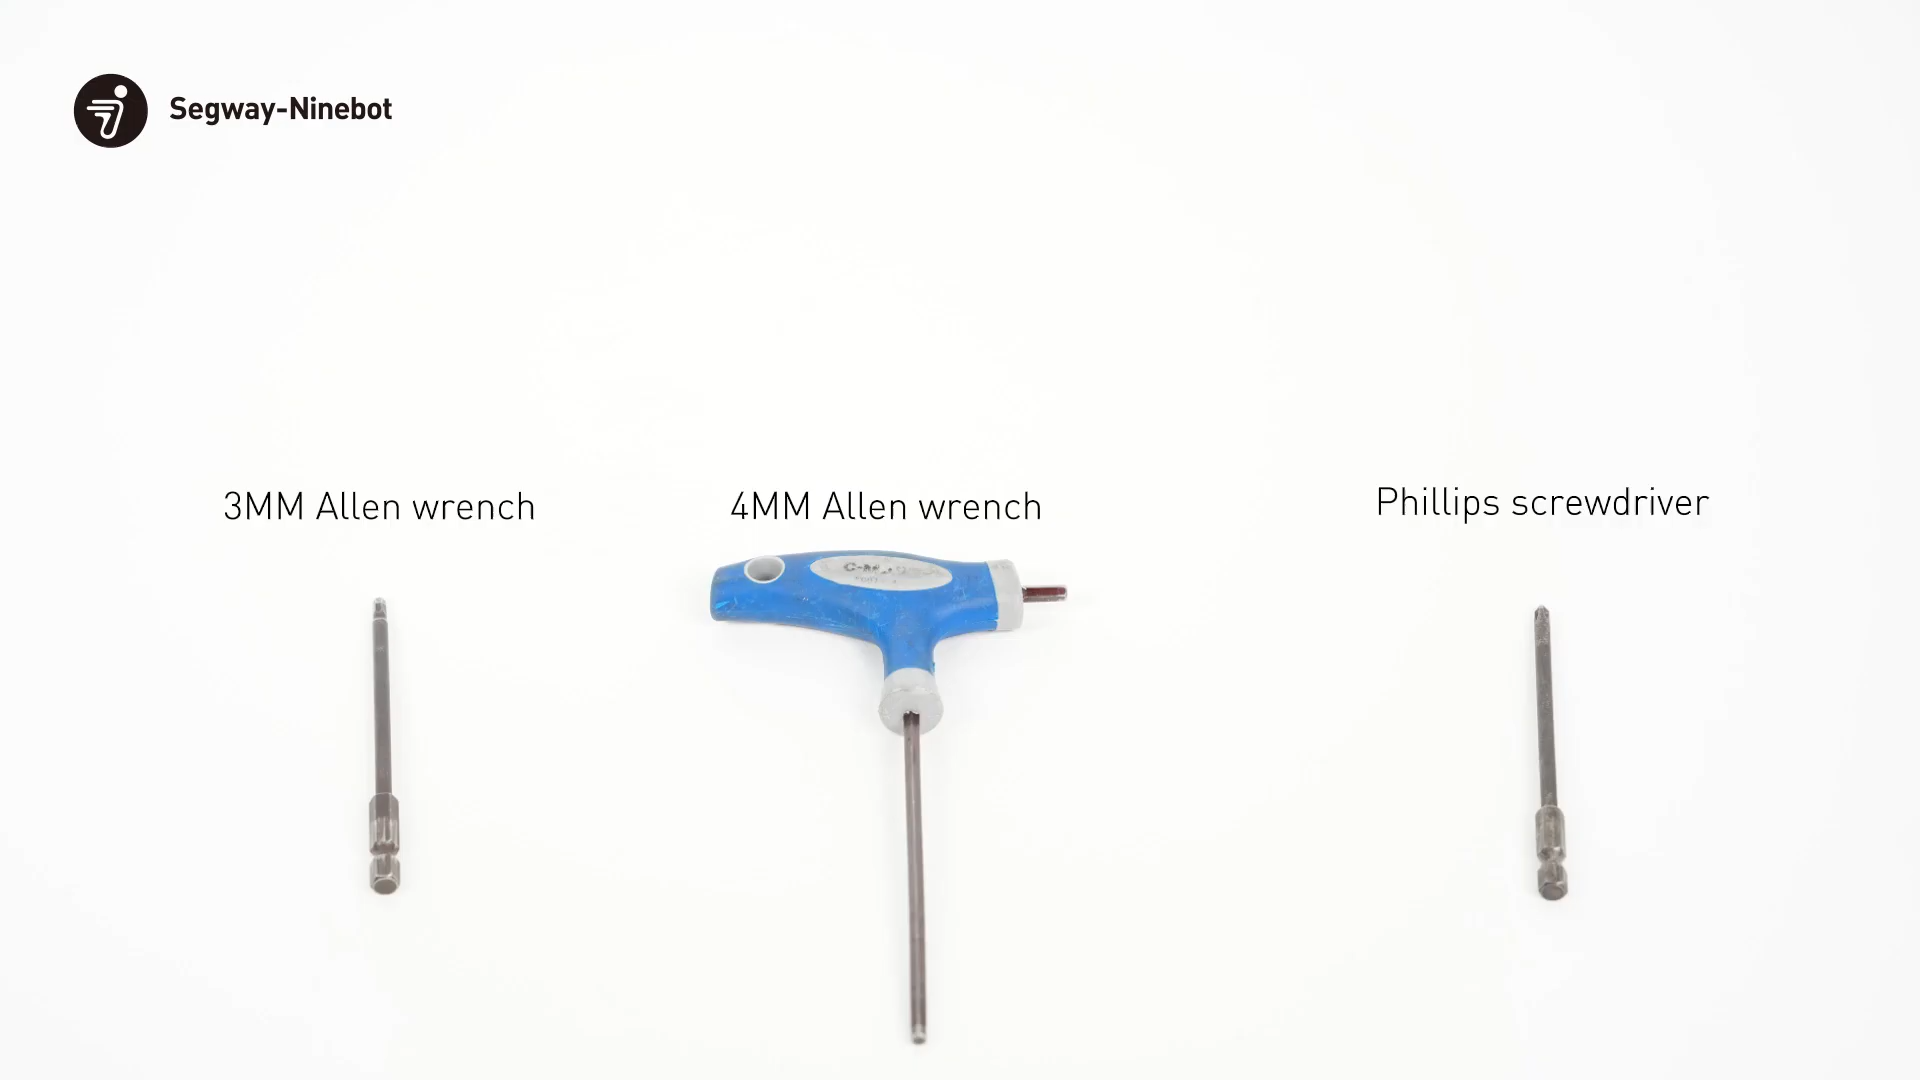 Segway-Ninebot
3MM Allen wrench
4MM Allen wrench
Phillips screwdriver